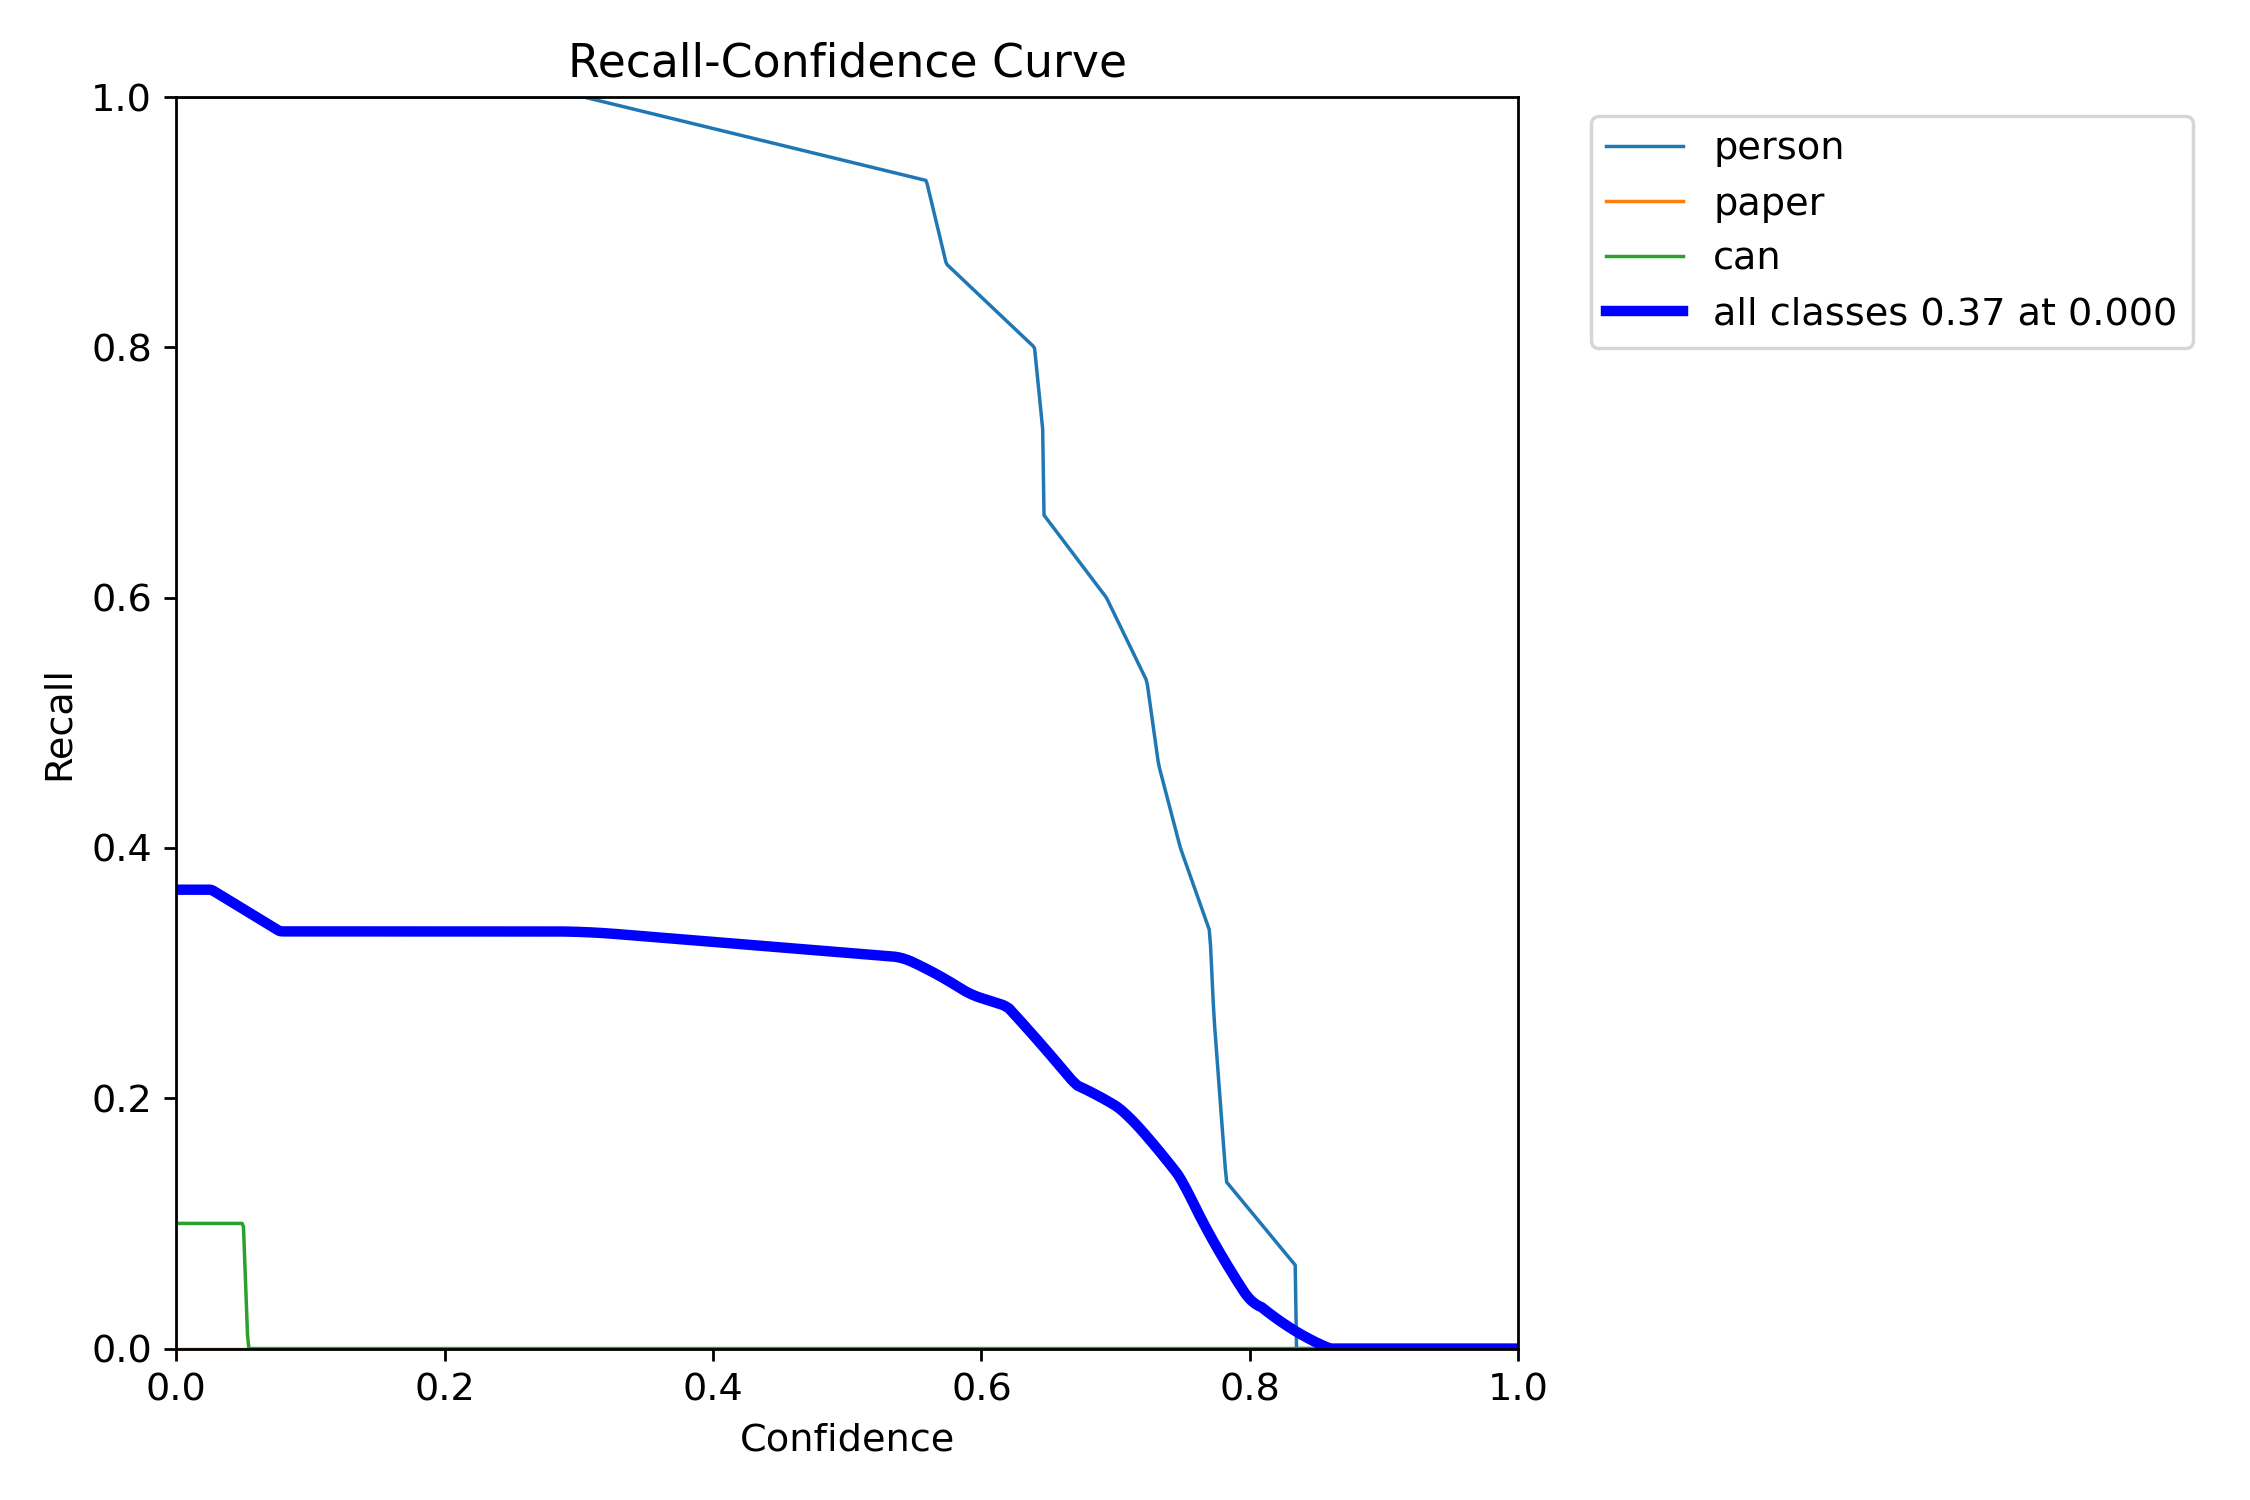 Recall-Confidence Curve
1.0
0.8
0.6
0.4
0.2
0.0
Recall
0.0 0.2 0.4 0.6 0.8 1.0
Confidence
person
paper
can
all classes 0.37 at 0.000